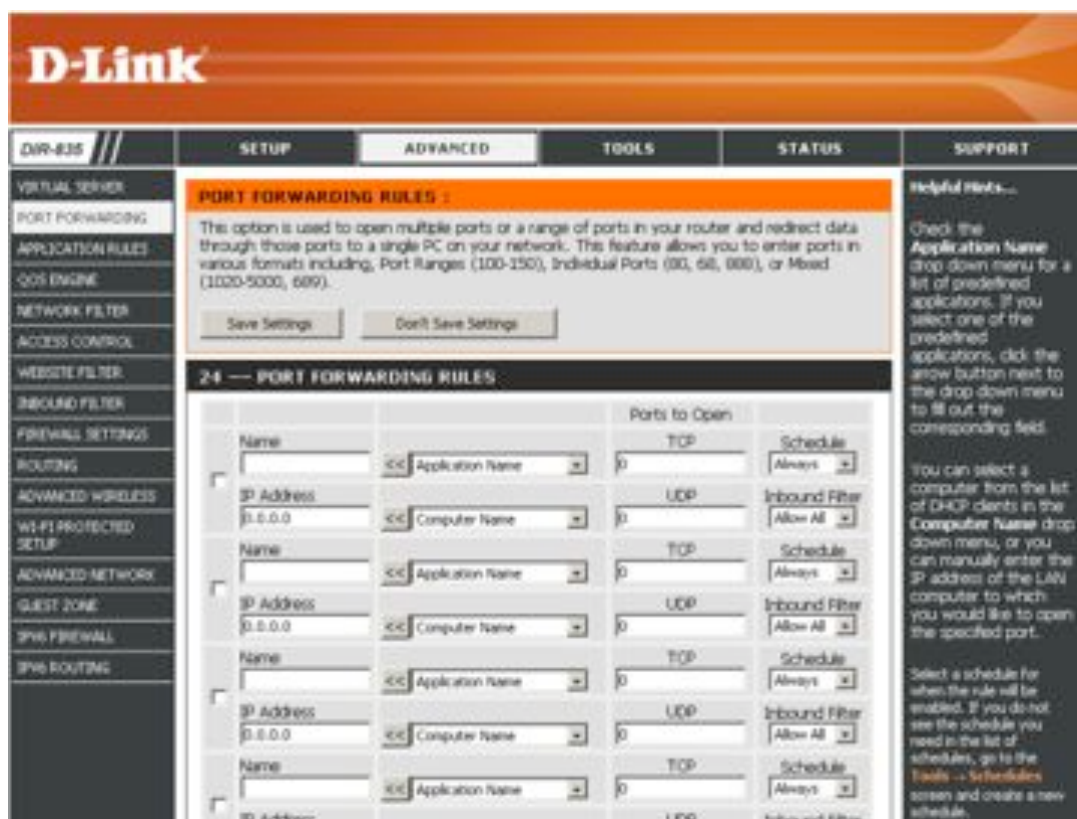 D-Link
DIR-835
SETUP
ADVANCED
TOOLS
STATUS
SUPPORT
VIRTUAL SERVER
PORT FORWARDING
APPLICATION RULES
QOS ENGINE
NETWORK FILTER
ACCESS CONTROL
WEBSITE FILTER
INBOUND FILTER
FIREWALL SETTINGS
ROUTING
ADVANCED WIRELESS
WI-FI PROTECTED
SETUP
ADVANCED NETWORK
GUEST ZONE
IPV6 FIREWALL
IPV6 ROUTING
PORT FORWARDING RULES :
This option is used to open multiple ports or a range of ports in your router and redirect data
through those ports to a single PC on your network. This feature allows you to enter ports in
various formats including, Port Ranges (100-150), Individual Ports (80, 68, 888), or Mixed
(1020-5000, 689).
Save Settings
Don't Save Settings
24 -- PORT FORWARDING RULES
Ports to Open
Name
TCP
Schedule
<<
Application Name
0
Always
IP Address
UDP
Inbound Filter
0.0.0.0
<<
Computer Name
0
Allow All
Name
TCP
Schedule
<<
Application Name
0
Always
IP Address
UDP
Inbound Filter
0.0.0.0
<<
Computer Name
0
Allow All
Name
TCP
Schedule
<<
Application Name
0
Always
IP Address
UDP
Inbound Filter
0.0.0.0
<<
Computer Name
0
Allow All
Name
TCP
Schedule
<<
Application Name
0
Always
IP Address
UDP
Inbound Filter
Helpful Hints...
Check the
Application Name
drop down menu for a
list of predefined
applications. If you
select one of the
predefined
applications, click the
arrow button next to
the drop down menu
to fill out the
corresponding field.
You can select a
computer from the list
of DHCP clients in the
Computer Name drop
down menu, or you
can manually enter the
IP address of the LAN
computer to which
you would like to open
the specified port.
Select a schedule for
when the rule will be
enabled. If you do not
see the schedule you
need in the list of
schedules, go to the
Tools → Schedules
screen and create a new
schedule.